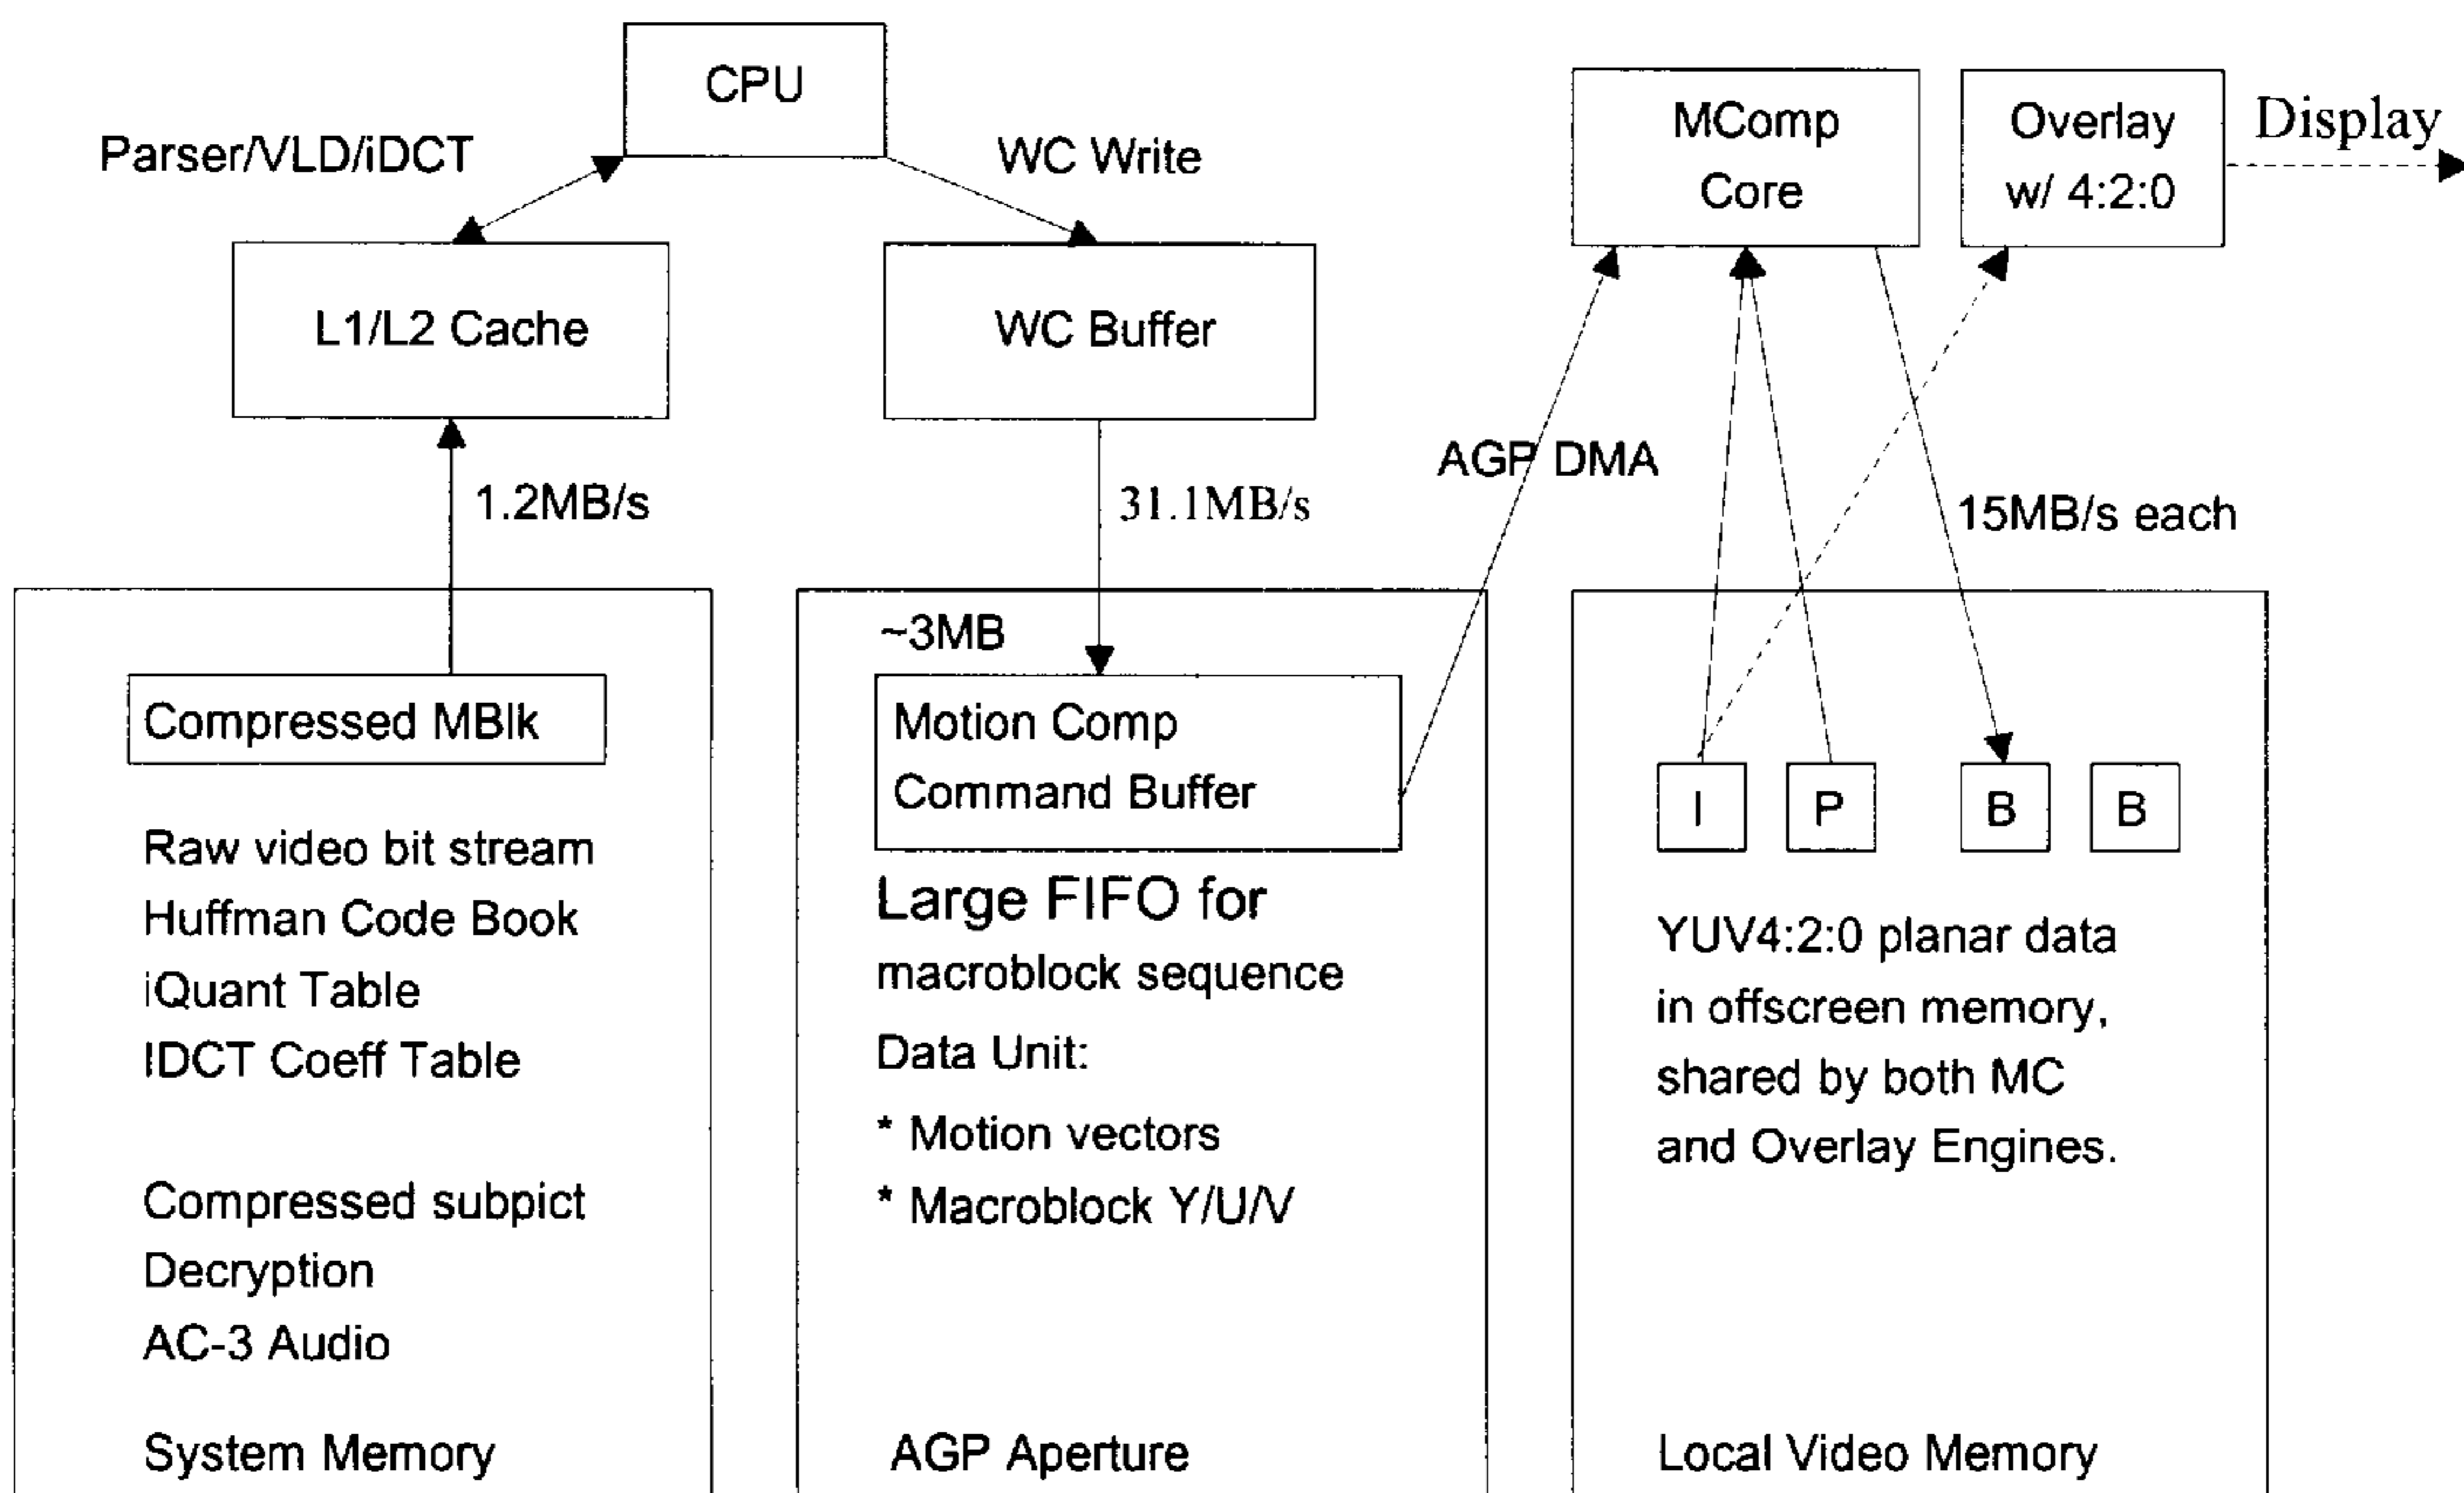 CPU
Parser/VLD/iDCT
WC Write
MComp
Core
Overlay
w/ 4:2:0
Display
L1/L2 Cache
WC Buffer
AGP DMA
1.2MB/s
31.1MB/s
15MB/s each
~3MB
Compressed MBlk
Raw video bit stream
Huffman Code Book
iQuant Table
IDCT Coeff Table
Compressed subpict
Decryption
AC-3 Audio
System Memory
Motion Comp
Command Buffer
Large FIFO for
macroblock sequence
Data Unit:
* Motion vectors
* Macroblock Y/U/V
AGP Aperture
I
P
B
B
YUV4:2:0 planar data
in offscreen memory,
shared by both MC
and Overlay Engines.
Local Video Memory